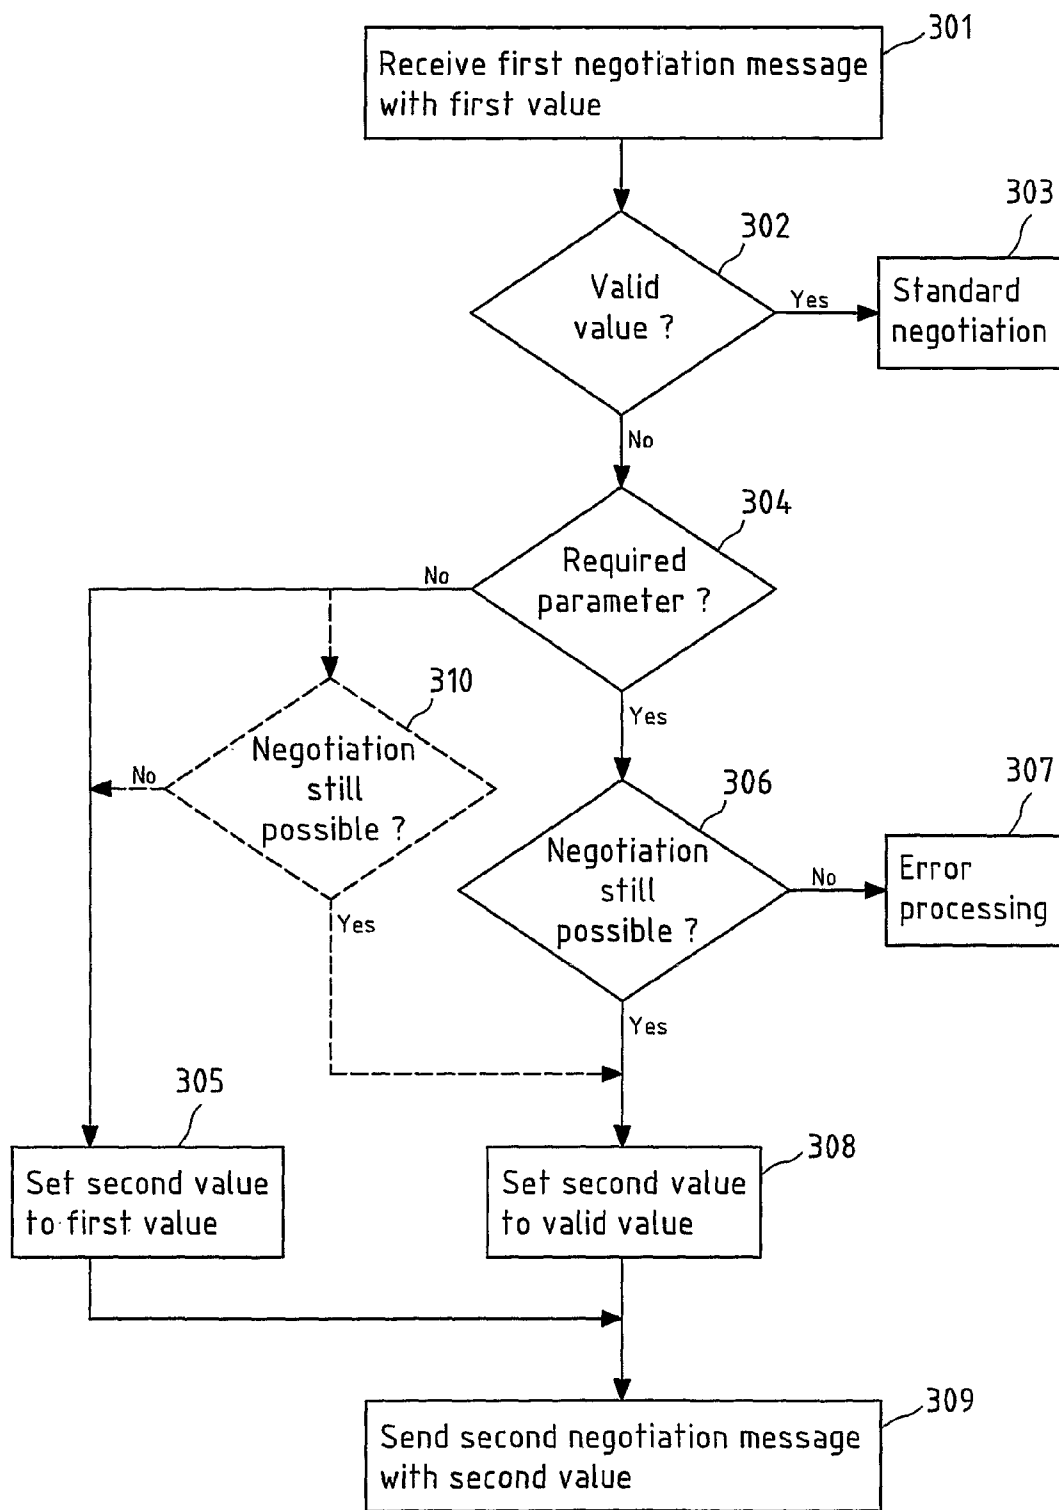 301
Receive first negotiation message
with first value
302
303
Valid
value ?
Yes
Standard
negotiation
No
304
Required
parameter ?
No
310
Yes
Negotiation
still
possible ?
No
306
307
Negotiation
still
possible ?
No
Error
processing
Yes
Yes
305
308
Set second value
to first value
Set second value
to valid value
309
Send second negotiation message
with second value